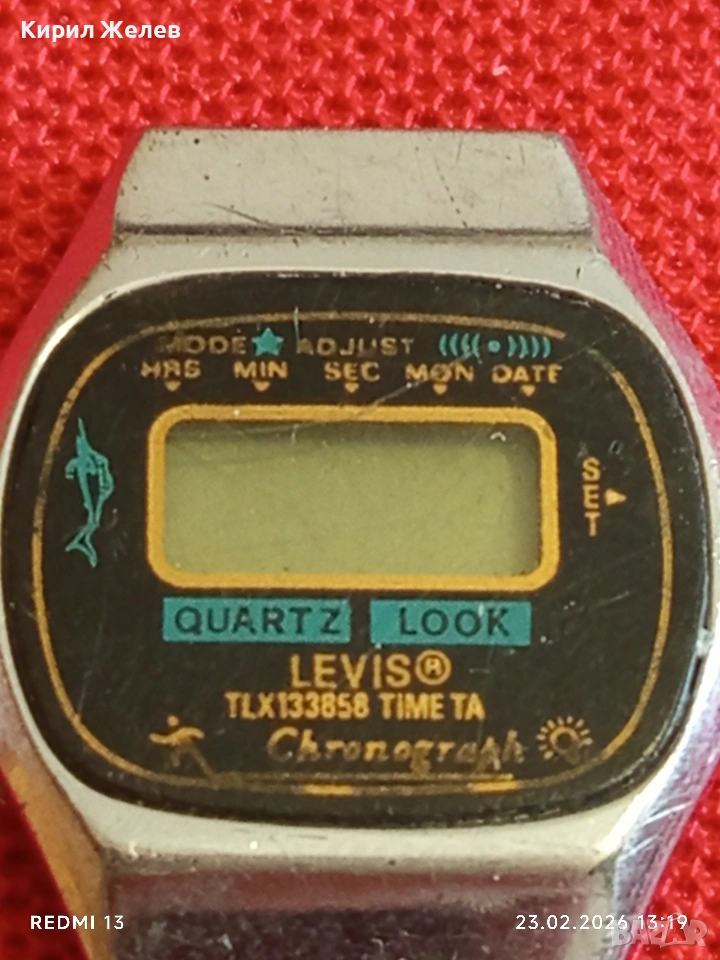 Кирил Желев
MODE ADJUST
HRS MIN SEC MON DATE
SET
QUARTZ LOOK
LEVIS®
TLX133858 TIME TA
Chronograph
REDMI 13
23.02.2026 13:19
BAZAR